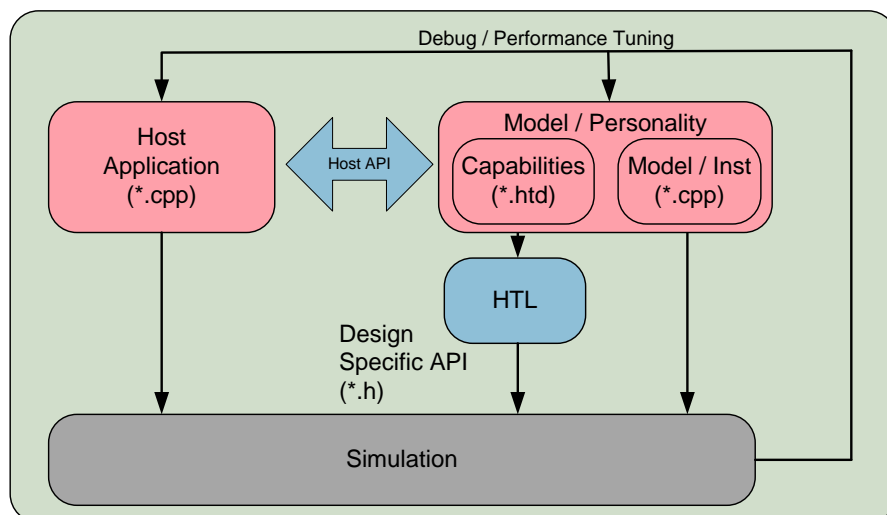 Debug / Performance Tuning
Host
Application
(*.cpp)
Host API
Model / Personality
Capabilities
(*.htd)
Model / Inst
(*.cpp)
HTL
Design
Specific API
(*.h)
Simulation